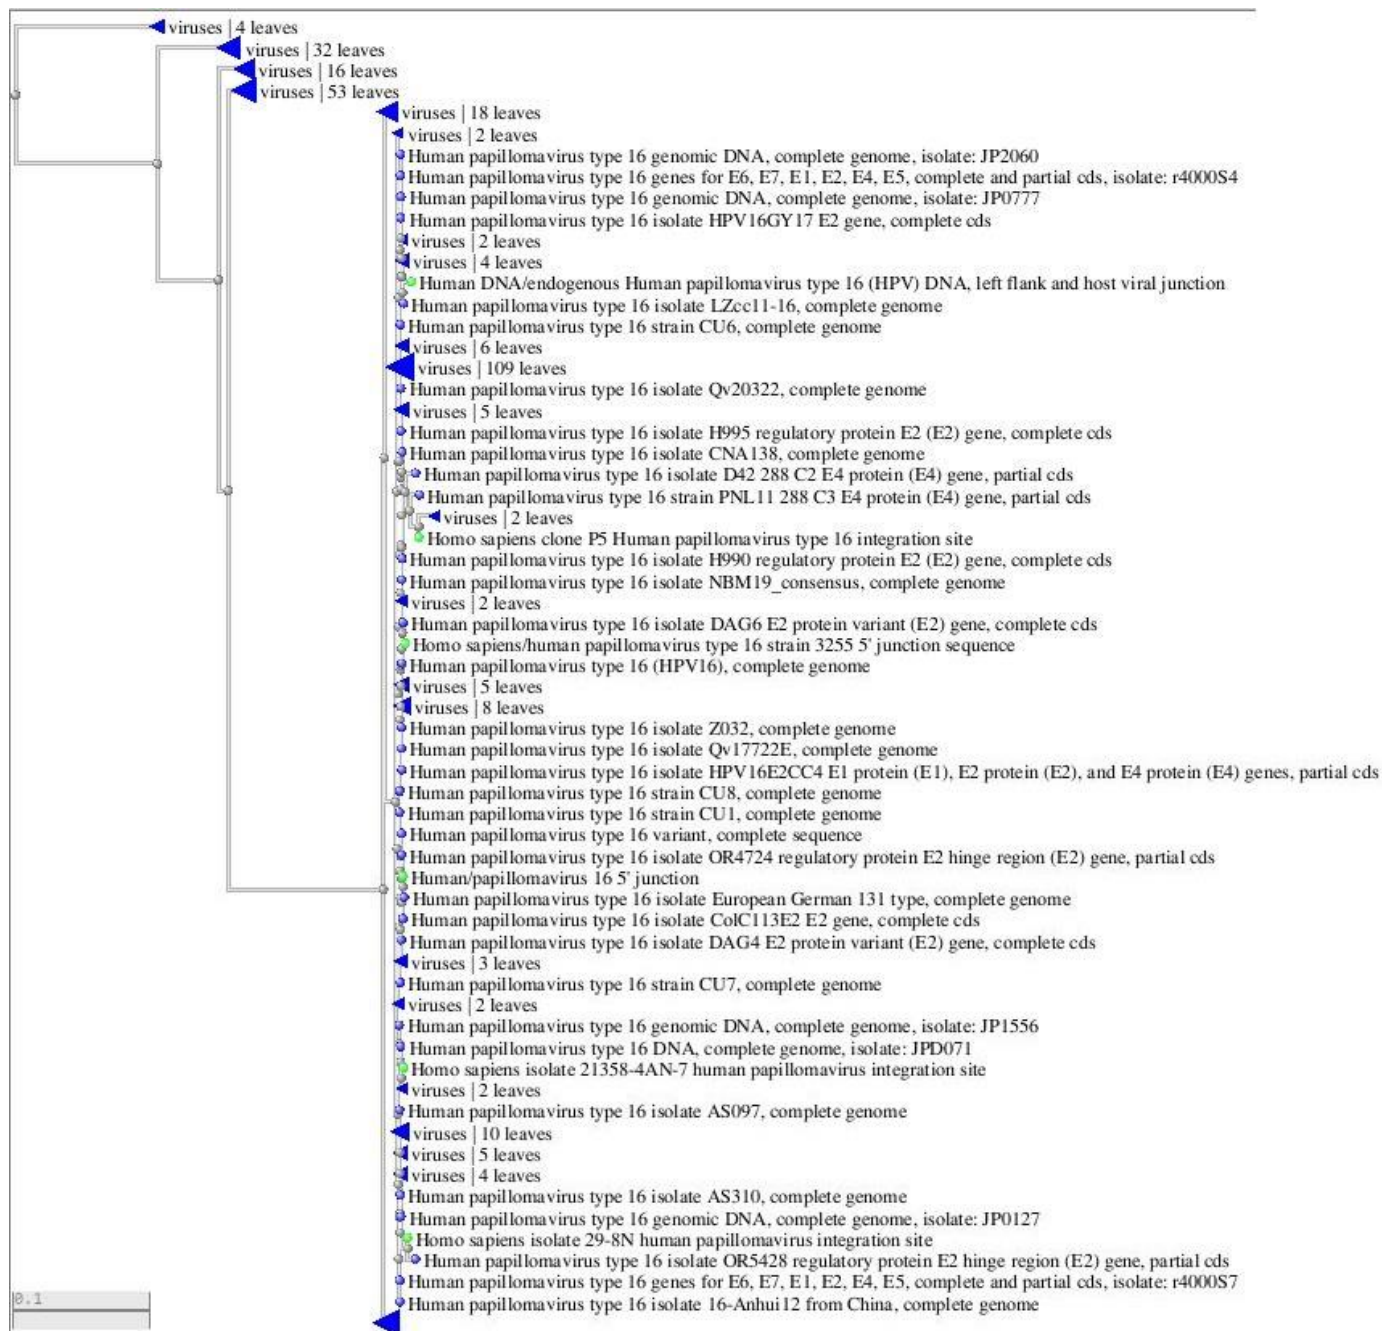 viruses | 4 leaves
viruses | 32 leaves
viruses | 16 leaves
viruses | 53 leaves
viruses | 18 leaves
viruses | 2 leaves
Human papillomavirus type 16 genomic DNA, complete genome, isolate: JP2060
Human papillomavirus type 16 genes for E6, E7, E1, E2, E4, E5, complete and partial cds, isolate: r4000S4
Human papillomavirus type 16 genomic DNA, complete genome, isolate: JP0777
Human papillomavirus type 16 isolate HPV16GY17 E2 gene, complete cds
viruses | 2 leaves
viruses | 4 leaves
Human DNA/endogenous Human papillomavirus type 16 (HPV) DNA, left flank and host viral junction
Human papillomavirus type 16 isolate LZcc11-16, complete genome
Human papillomavirus type 16 strain CU6, complete genome
viruses | 6 leaves
viruses | 109 leaves
Human papillomavirus type 16 isolate Qv20322, complete genome
viruses | 5 leaves
Human papillomavirus type 16 isolate H995 regulatory protein E2 (E2) gene, complete cds
Human papillomavirus type 16 isolate CNA138, complete genome
Human papillomavirus type 16 isolate D42 288 C2 E4 protein (E4) gene, partial cds
Human papillomavirus type 16 strain PNL11 288 C3 E4 protein (E4) gene, partial cds
viruses | 2 leaves
Homo sapiens clone P5 Human papillomavirus type 16 integration site
Human papillomavirus type 16 isolate H990 regulatory protein E2 (E2) gene, complete cds
Human papillomavirus type 16 isolate NBM19_consensus, complete genome
viruses | 2 leaves
Human papillomavirus type 16 isolate DAG6 E2 protein variant (E2) gene, complete cds
Homo sapiens/human papillomavirus type 16 strain 3255 5' junction sequence
Human papillomavirus type 16 (HPV16), complete genome
viruses | 5 leaves
viruses | 8 leaves
Human papillomavirus type 16 isolate Z032, complete genome
Human papillomavirus type 16 isolate Qv17722E, complete genome
Human papillomavirus type 16 isolate HPV16E2CC4 E1 protein (E1), E2 protein (E2), and E4 protein (E4) genes, partial cds
Human papillomavirus type 16 strain CU8, complete genome
Human papillomavirus type 16 strain CU1, complete genome
Human papillomavirus type 16 variant, complete sequence
Human papillomavirus type 16 isolate OR4724 regulatory protein E2 hinge region (E2) gene, partial cds
Human/papillomavirus 16 5' junction
Human papillomavirus type 16 isolate European German 131 type, complete genome
Human papillomavirus type 16 isolate ColC113E2 E2 gene, complete cds
Human papillomavirus type 16 isolate DAG4 E2 protein variant (E2) gene, complete cds
viruses | 3 leaves
Human papillomavirus type 16 strain CU7, complete genome
viruses | 2 leaves
Human papillomavirus type 16 genomic DNA, complete genome, isolate: JP1556
Human papillomavirus type 16 DNA, complete genome, isolate: JPD071
Homo sapiens isolate 21358-4AN-7 human papillomavirus integration site
viruses | 2 leaves
Human papillomavirus type 16 isolate AS097, complete genome
viruses | 10 leaves
viruses | 5 leaves
viruses | 4 leaves
Human papillomavirus type 16 isolate AS310, complete genome
Human papillomavirus type 16 genomic DNA, complete genome, isolate: JP0127
Homo sapiens isolate 29-8N human papillomavirus integration site
Human papillomavirus type 16 isolate OR5428 regulatory protein E2 hinge region (E2) gene, partial cds
Human papillomavirus type 16 genes for E6, E7, E1, E2, E4, E5, complete and partial cds, isolate: r4000S7
Human papillomavirus type 16 isolate 16-Anhui12 from China, complete genome
0.1